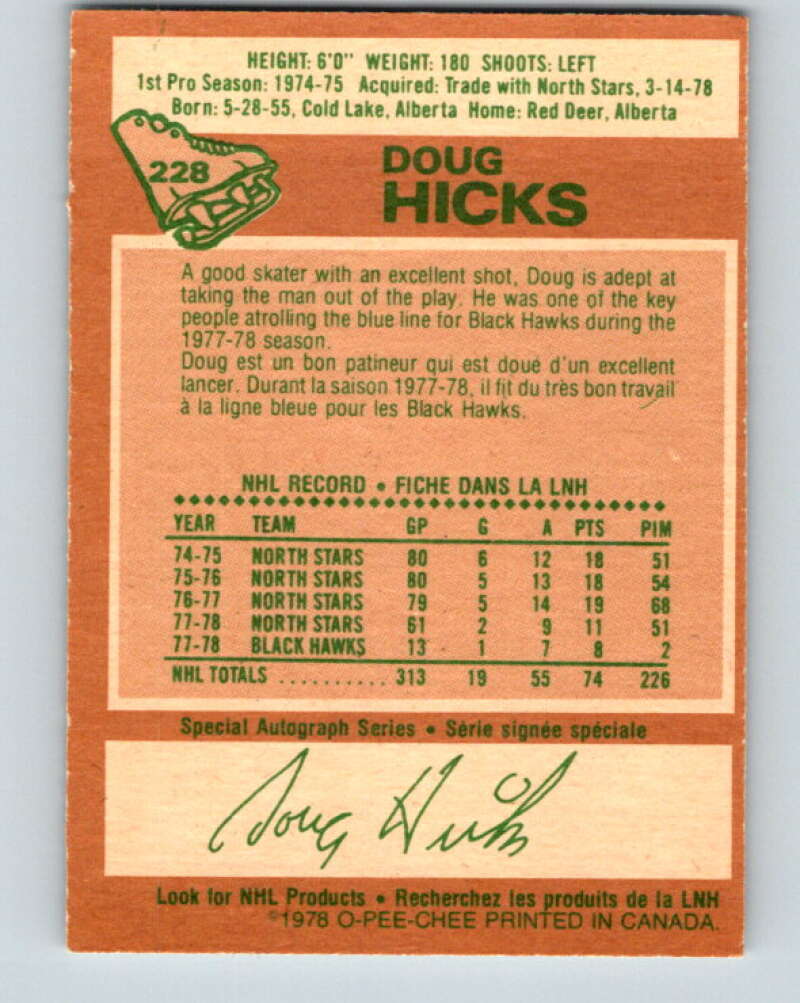 HEIGHT: 6'0" WEIGHT: 180 SHOOTS: LEFT
1st Pro Season: 1974-75 Acquired: Trade with North Stars, 3-14-78
Born: 5-28-55, Cold Lake, Alberta Home: Red Deer, Alberta
228
DOUG
HICKS
A good skater with an excellent shot, Doug is adept at
taking the man out of the play. He was one of the key
people atrolling the blue line for Black Hawks during the
1977-78 season.
Doug est un bon patineur qui est doué d'un excellent
lancer. Durant la saison 1977-78, il fit du très bon travail
à la ligne bleue pour les Black Hawks.
NHL RECORD • FICHE DANS LA LNH
YEAR TEAM GP G A PTS PIM
74-75 NORTH STARS 80 6 12 18 51
75-76 NORTH STARS 80 5 13 18 54
76-77 NORTH STARS 79 5 14 19 68
77-78 NORTH STARS 61 2 9 11 51
77-78 BLACK HAWKS 13 1 7 8 2
NHL TOTALS .......... 313 19 55 74 226
Special Autograph Series • Série signée spéciale
Doug Hicks
Look for NHL Products • Recherchez les produits de la LNH
©1978 O-PEE-CHEE PRINTED IN CANADA.